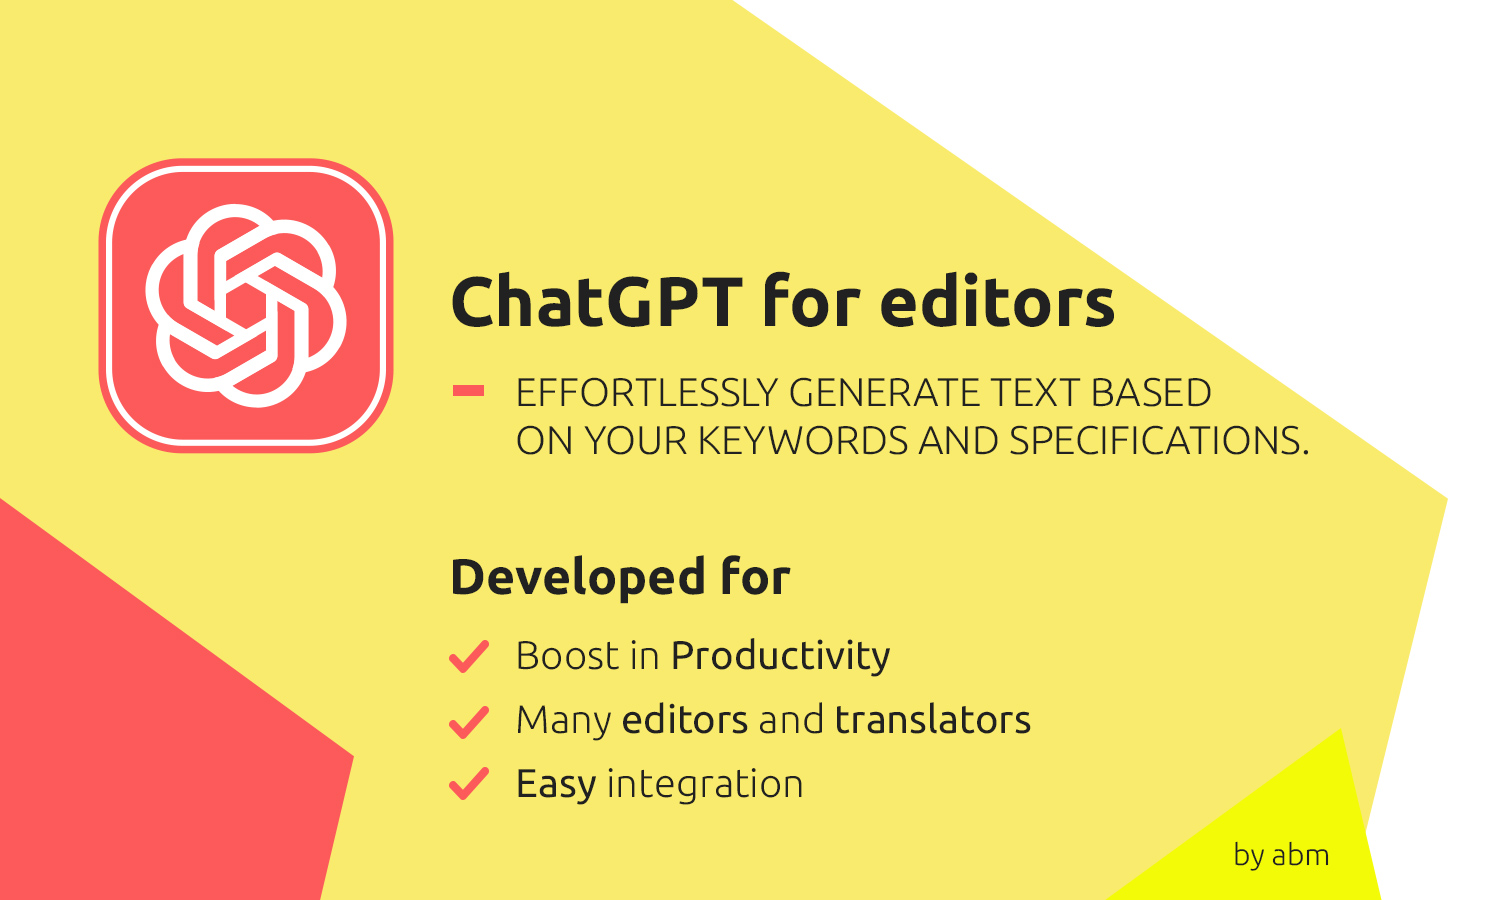 ChatGPT for editors
EFFORTLESSLY GENERATE TEXT BASED
ON YOUR KEYWORDS AND SPECIFICATIONS.
Developed for
Boost in Productivity
Many editors and translators
Easy integration
by abm